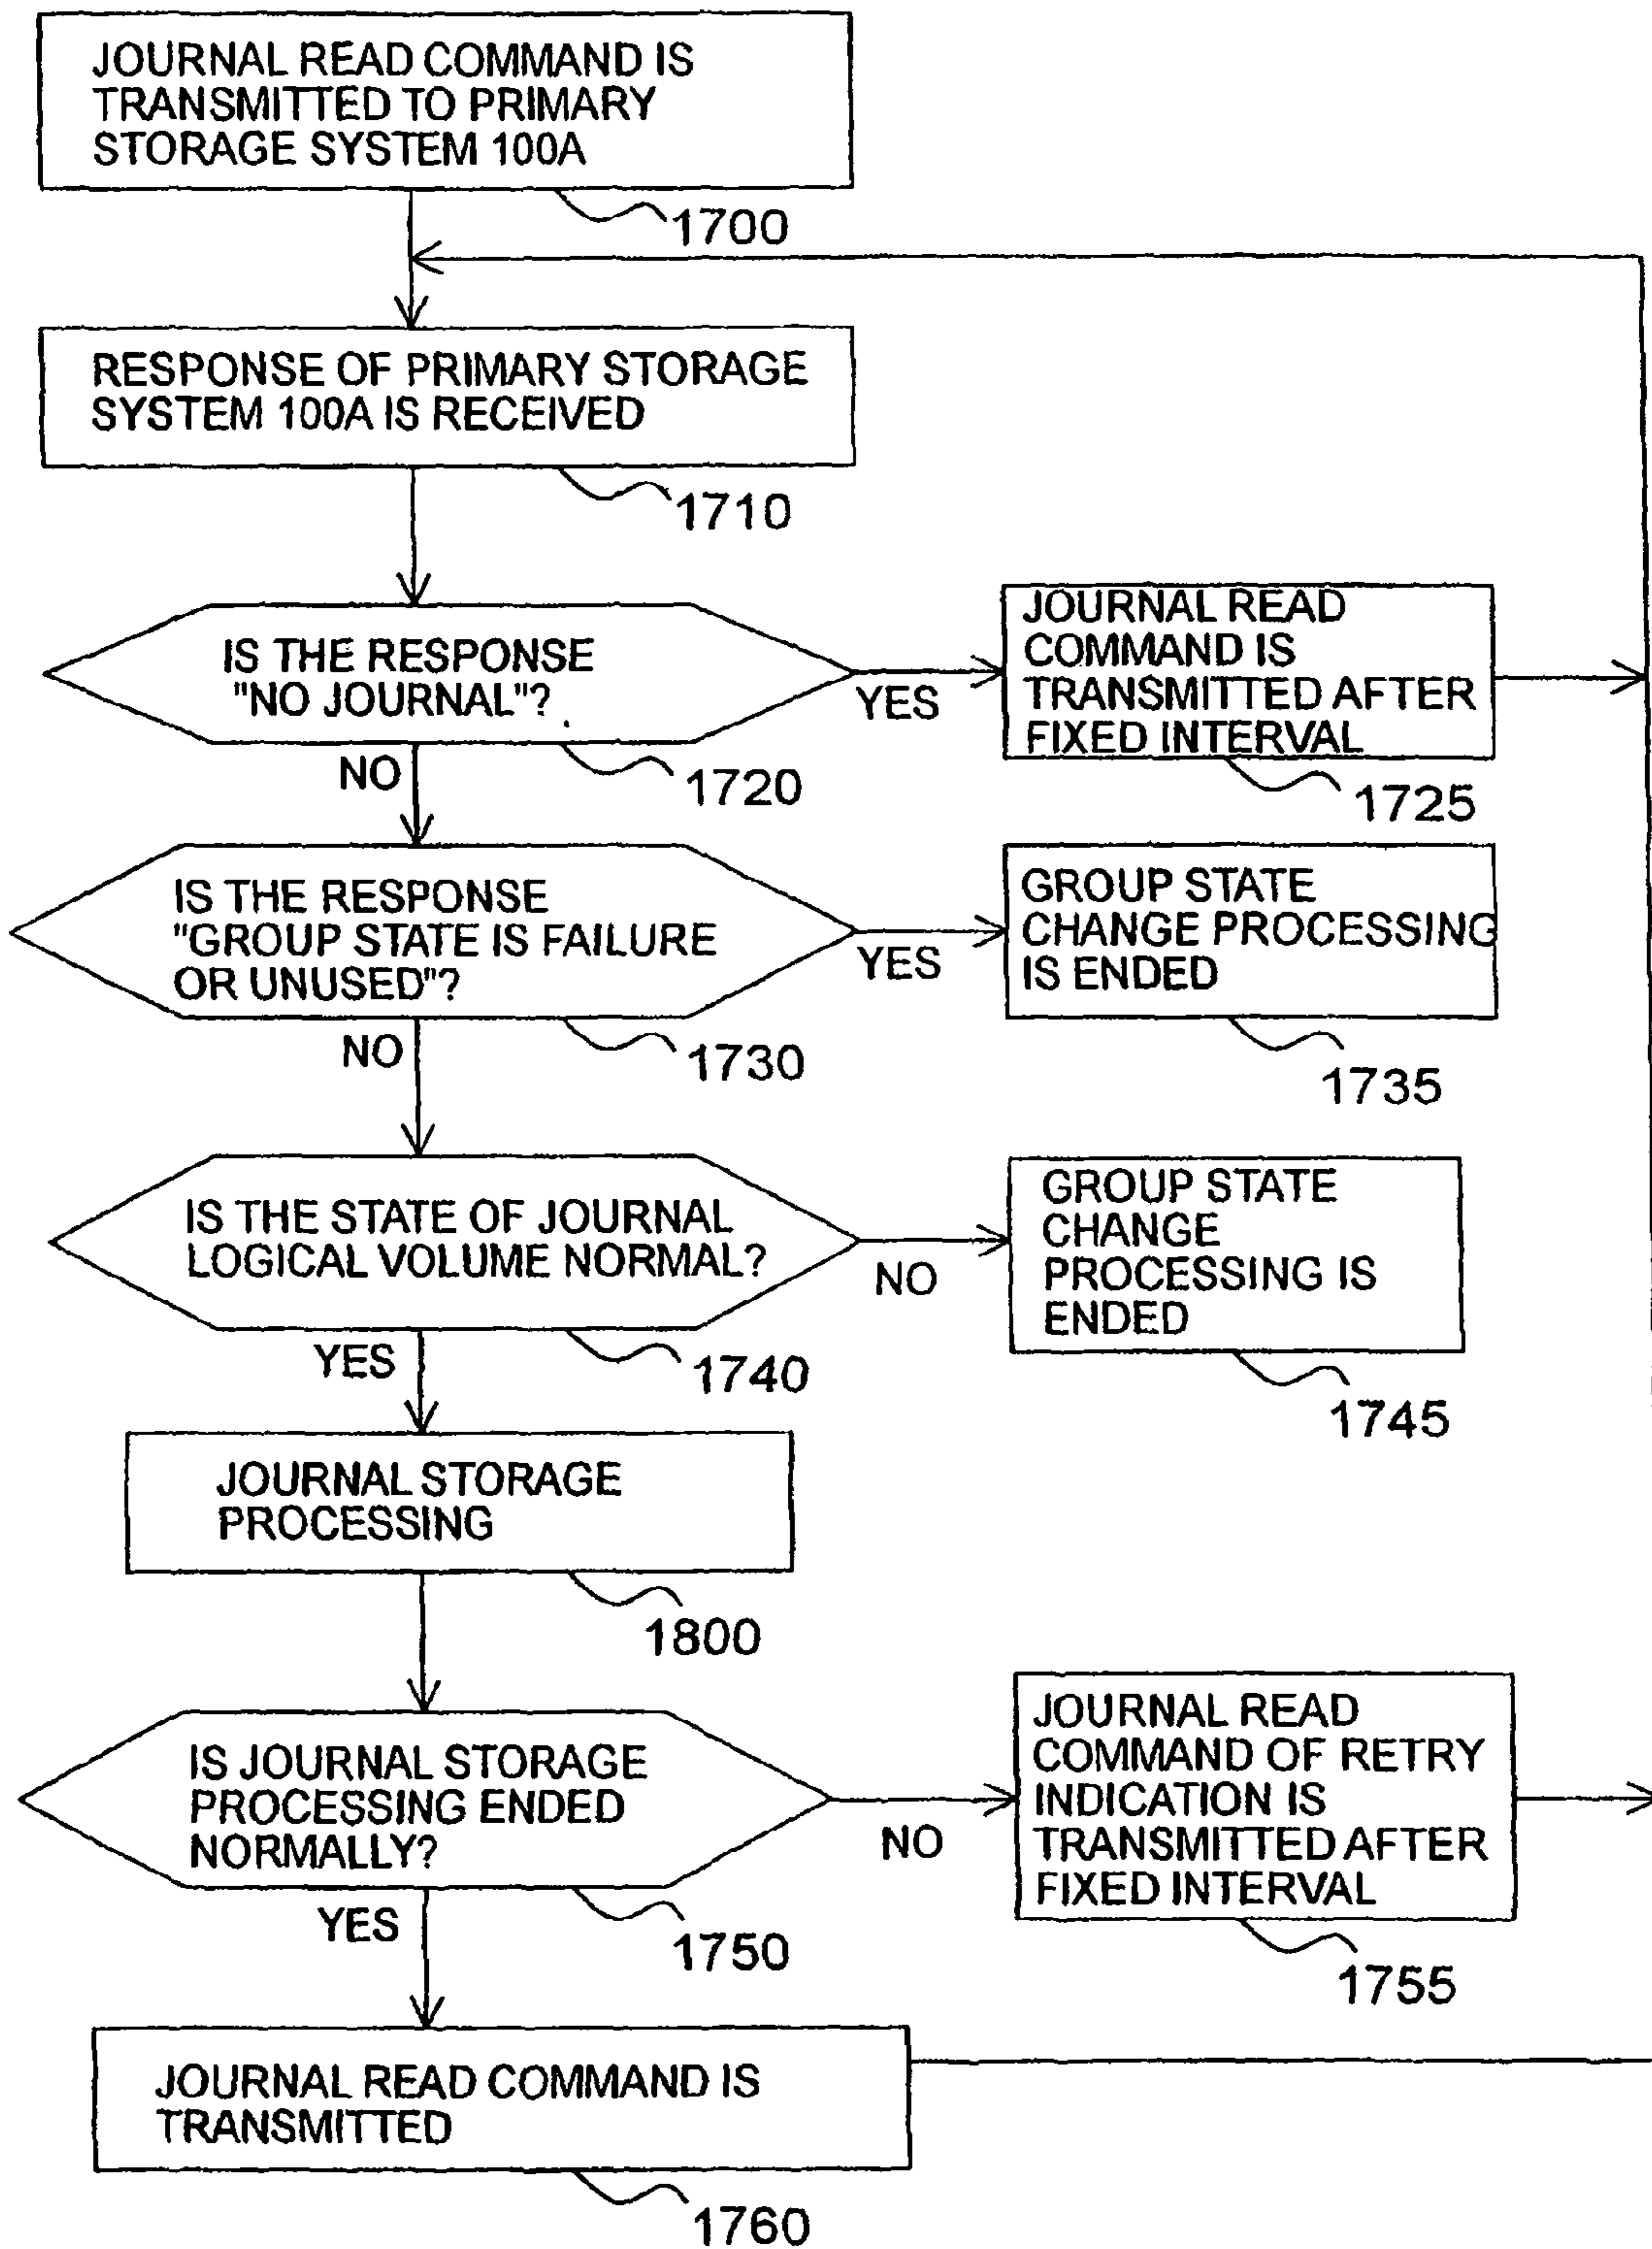 JOURNAL READ COMMAND IS
TRANSMITTED TO PRIMARY
STORAGE SYSTEM 100A
1700
RESPONSE OF PRIMARY STORAGE
SYSTEM 100A IS RECEIVED
1710
IS THE RESPONSE
"NO JOURNAL"?
YES
NO
1720
JOURNAL READ
COMMAND IS
TRANSMITTED AFTER
FIXED INTERVAL
1725
IS THE RESPONSE
"GROUP STATE IS FAILURE
OR UNUSED"?
YES
NO
1730
GROUP STATE
CHANGE PROCESSING
IS ENDED
1735
IS THE STATE OF JOURNAL
LOGICAL VOLUME NORMAL?
NO
YES
1740
GROUP STATE
CHANGE
PROCESSING IS
ENDED
1745
JOURNAL STORAGE
PROCESSING
1800
IS JOURNAL STORAGE
PROCESSING ENDED
NORMALLY?
NO
YES
1750
JOURNAL READ
COMMAND OF RETRY
INDICATION IS
TRANSMITTED AFTER
FIXED INTERVAL
1755
JOURNAL READ COMMAND IS
TRANSMITTED
1760